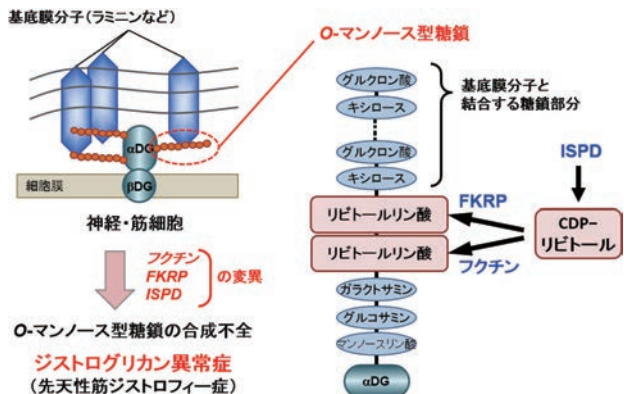 基底膜分子(ラミニンなど)
αDG
βDG
細胞膜
神経・筋細胞
フクチン
FKRP
ISPD
の変異
O-マンノース型糖鎖の合成不全
ジストログリカン異常症
(先天性筋ジストロフィー症)
O-マンノース型糖鎖
グルクロン酸
キシロース
グルクロン酸
キシロース
基底膜分子と
結合する糖鎖部分
リビトールリン酸
リビトールリン酸
FKRP
フクチン
ISPD
CDP−
リビトール
ガラクトサミン
グルコサミン
マンノースリン酸
αDG